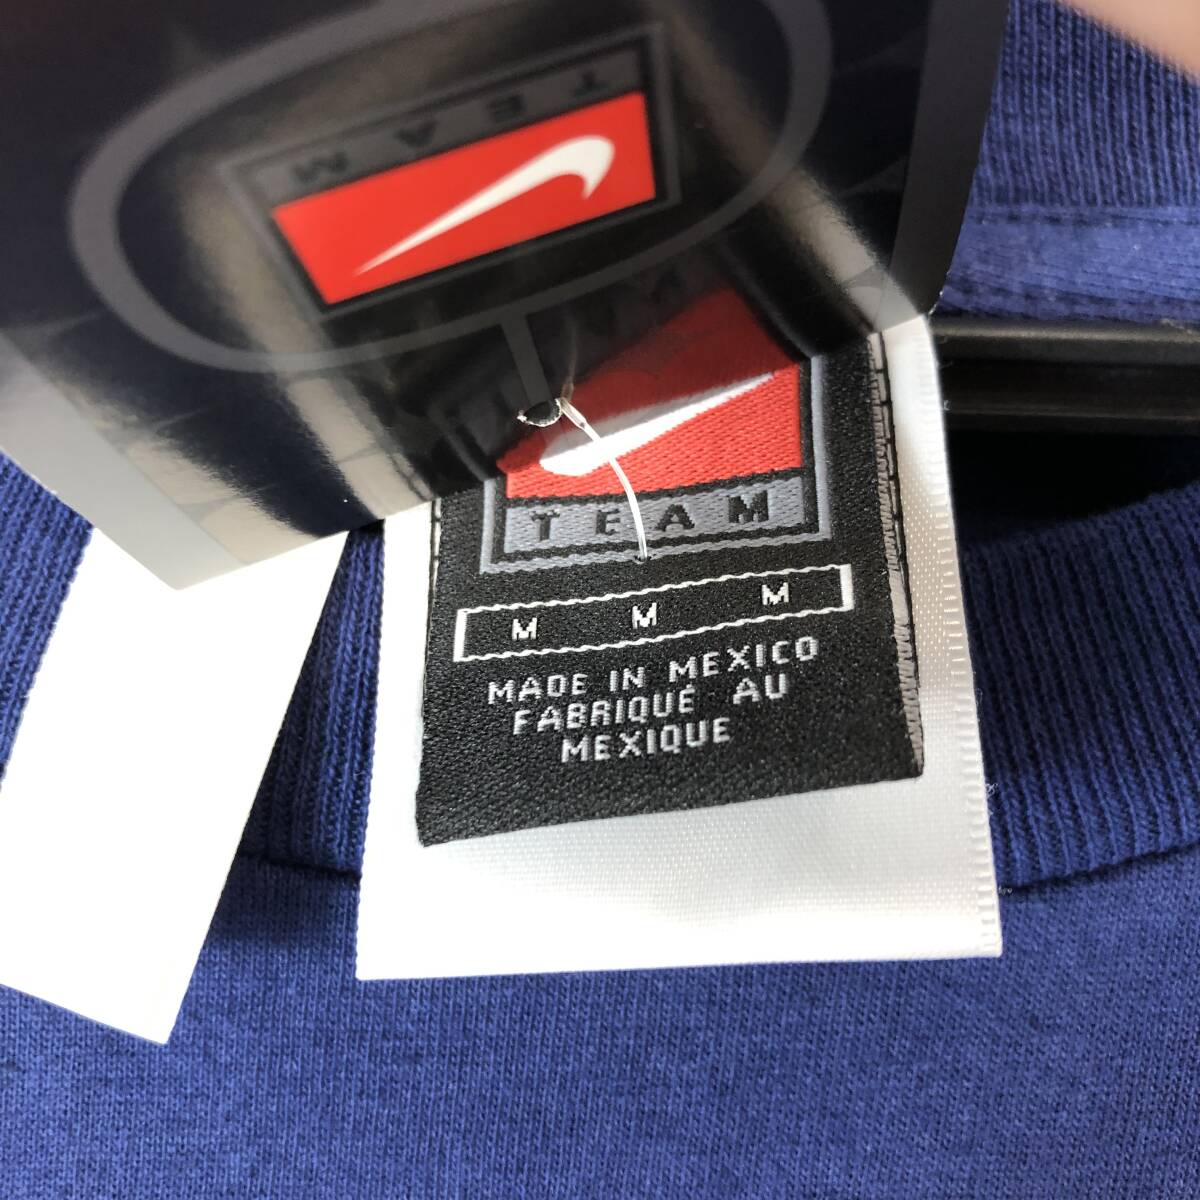 TEAM
TEAM
M M M
MADE IN MEXICO
FABRIQUÉ AU
MEXIQUE